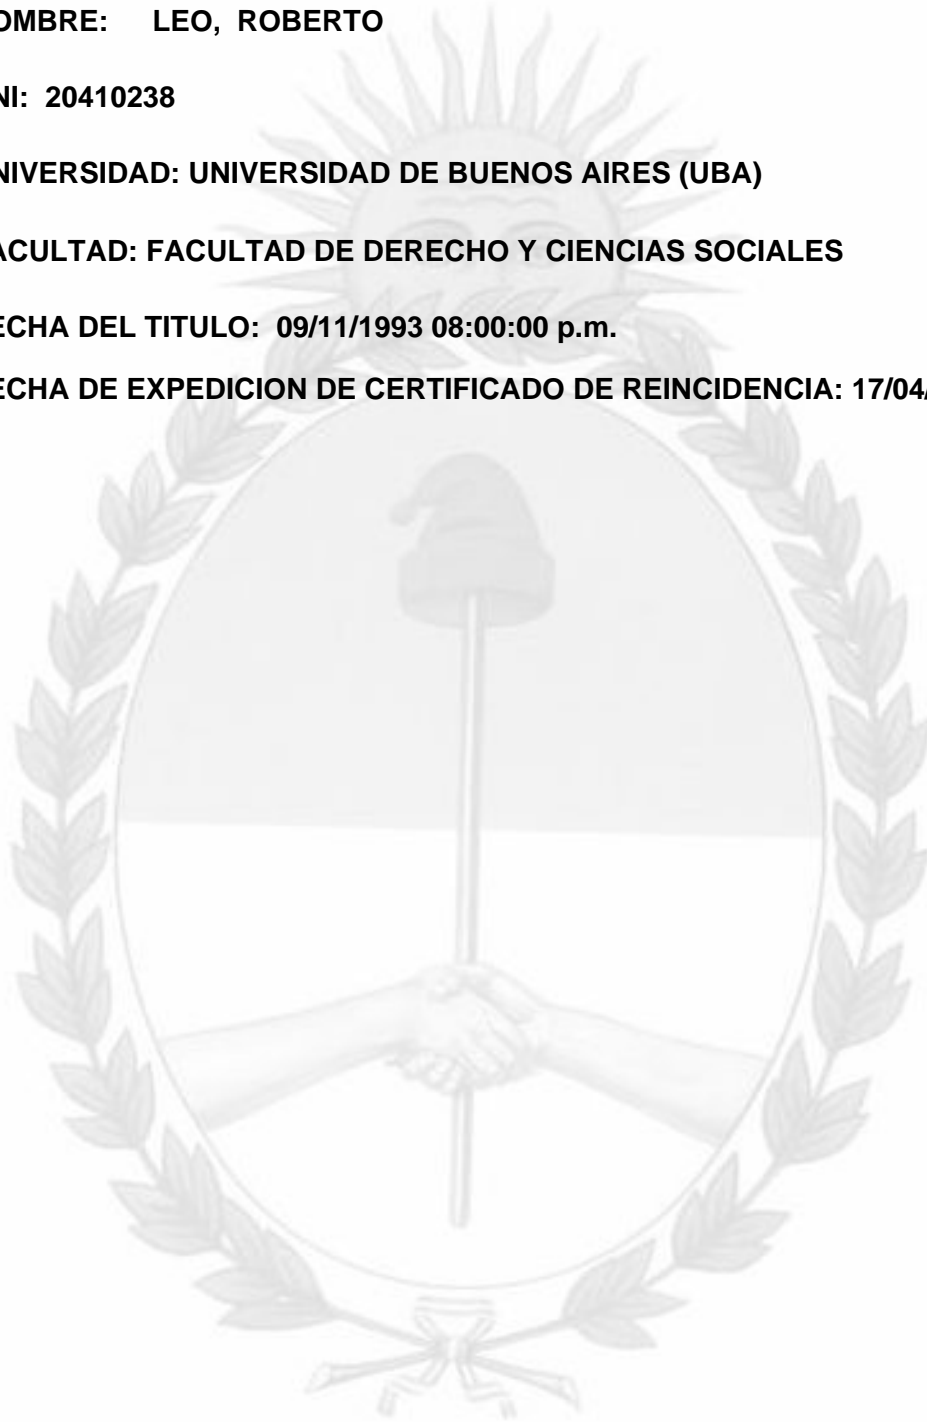 OMBRE: LEO, ROBERTO
NI: 20410238
NIVERSIDAD: UNIVERSIDAD DE BUENOS AIRES (UBA)
ACULTAD: FACULTAD DE DERECHO Y CIENCIAS SOCIALES
ECHA DEL TITULO: 09/11/1993 08:00:00 p.m.
ECHA DE EXPEDICION DE CERTIFICADO DE REINCIDENCIA: 17/04/